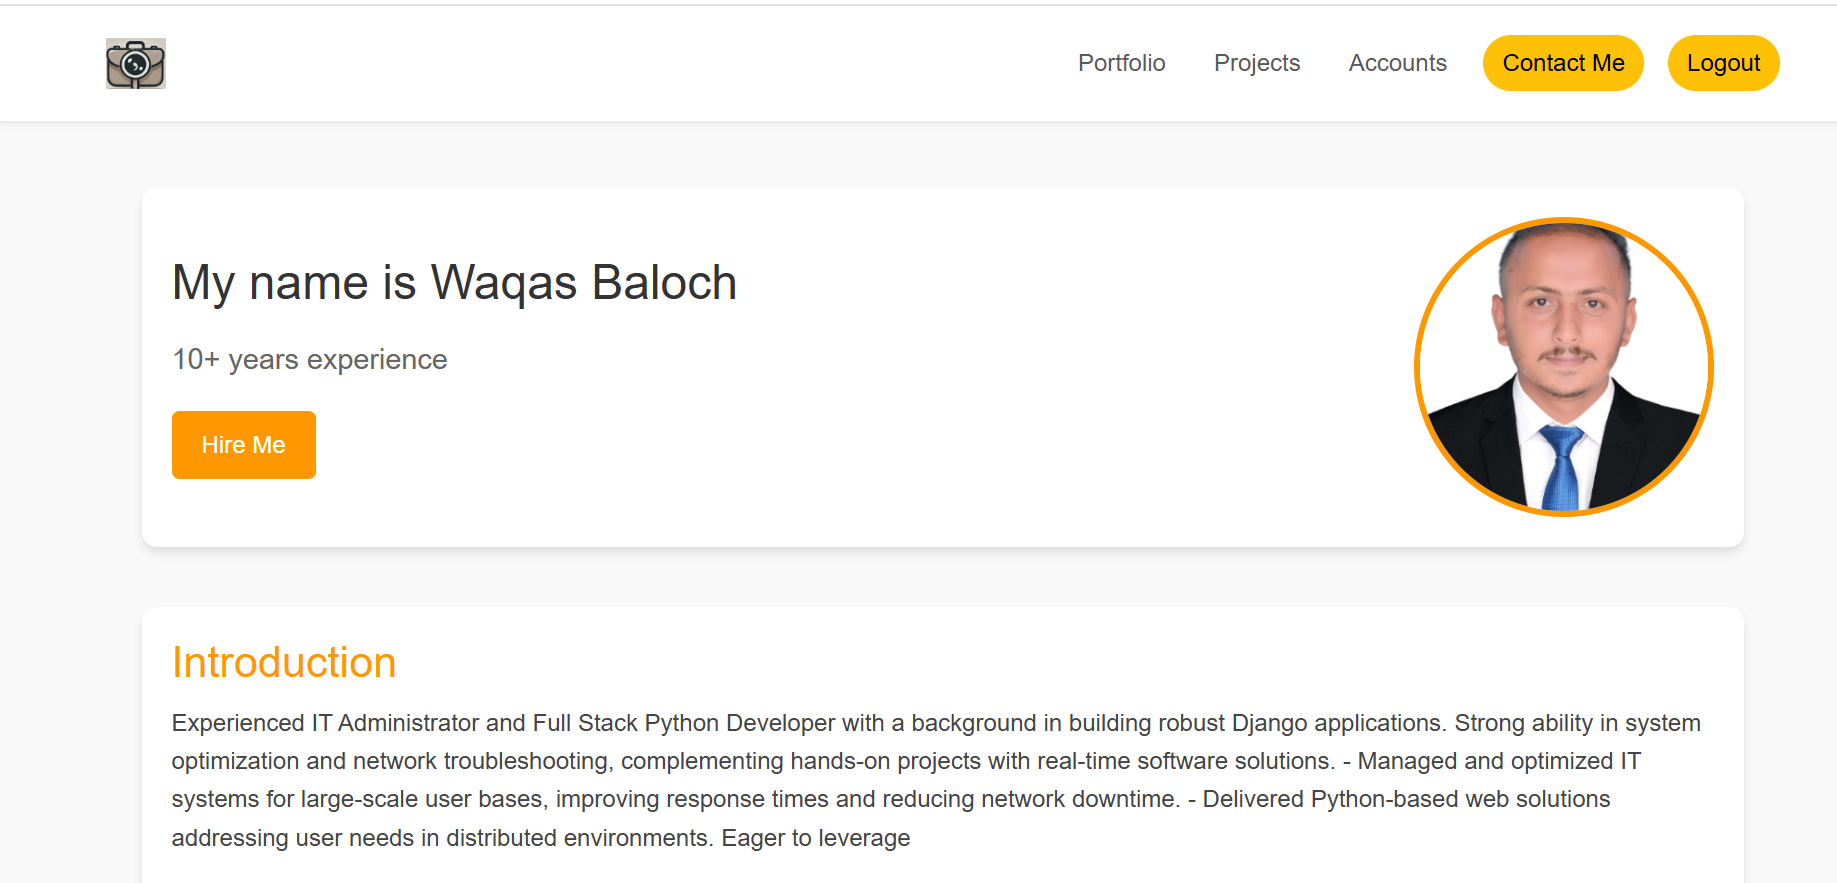 Portfolio Projects Accounts Contact Me Logout
My name is Waqas Baloch
10+ years experience
Hire Me
Introduction
Experienced IT Administrator and Full Stack Python Developer with a background in building robust Django applications. Strong ability in system
optimization and network troubleshooting, complementing hands-on projects with real-time software solutions. - Managed and optimized IT
systems for large-scale user bases, improving response times and reducing network downtime. - Delivered Python-based web solutions
addressing user needs in distributed environments. Eager to leverage